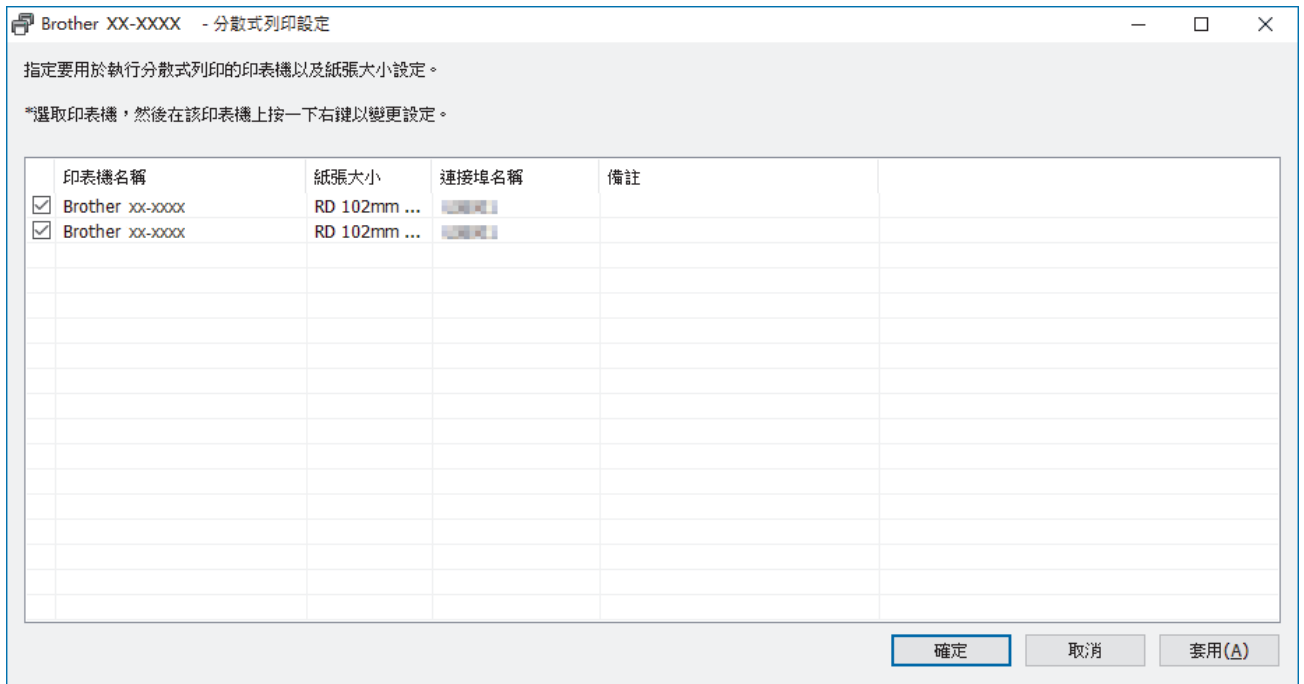 Brother XX-XXXX - 分散式列印設定
指定要用於執行分散式列印的印表機以及紙張大小設定。
*選取印表機，然後在該印表機上按一下右鍵以變更設定。
印表機名稱 紙張大小 連接埠名稱 備註
Brother xx-xxxx RD 102mm ...
Brother xx-xxxx RD 102mm ...
確定 取消 套用(A)